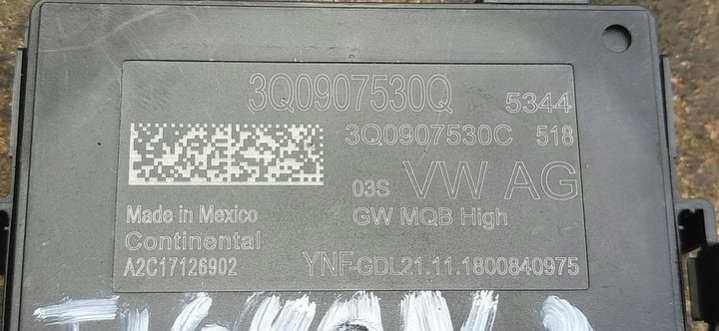 3Q0907530Q 5344
3Q0907530C 518
03S VW AG
Made in Mexico GW MQB High
Continental
A2C17126902 YNF-GDL21.11.1800840975